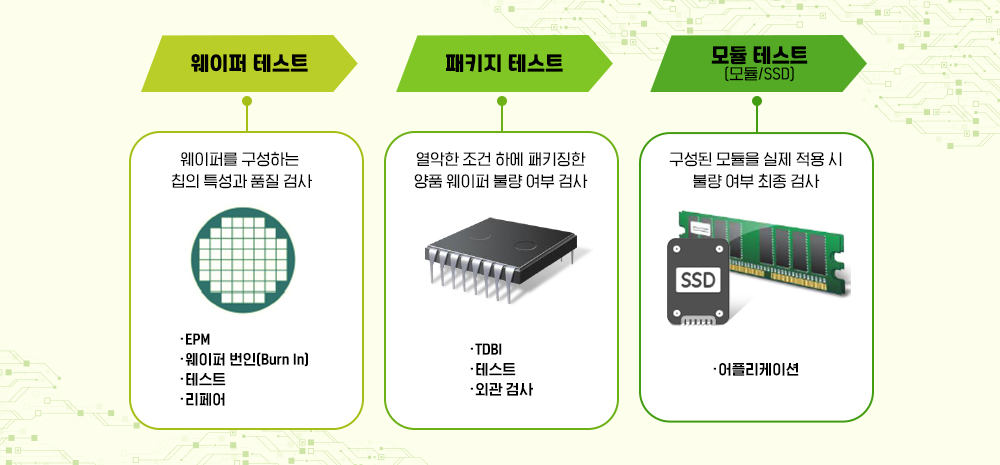 웨이퍼 테스트
웨이퍼를 구성하는
칩의 특성과 품질 검사
·EPM
·웨이퍼 번인(Burn In)
·테스트
·리페어
패키지 테스트
열악한 조건 하에 패키징한
양품 웨이퍼 불량 여부 검사
·TDBI
·테스트
·외관 검사
모듈 테스트
(모듈/SSD)
구성된 모듈을 실제 적용 시
불량 여부 최종 검사
SSD
·어플리케이션